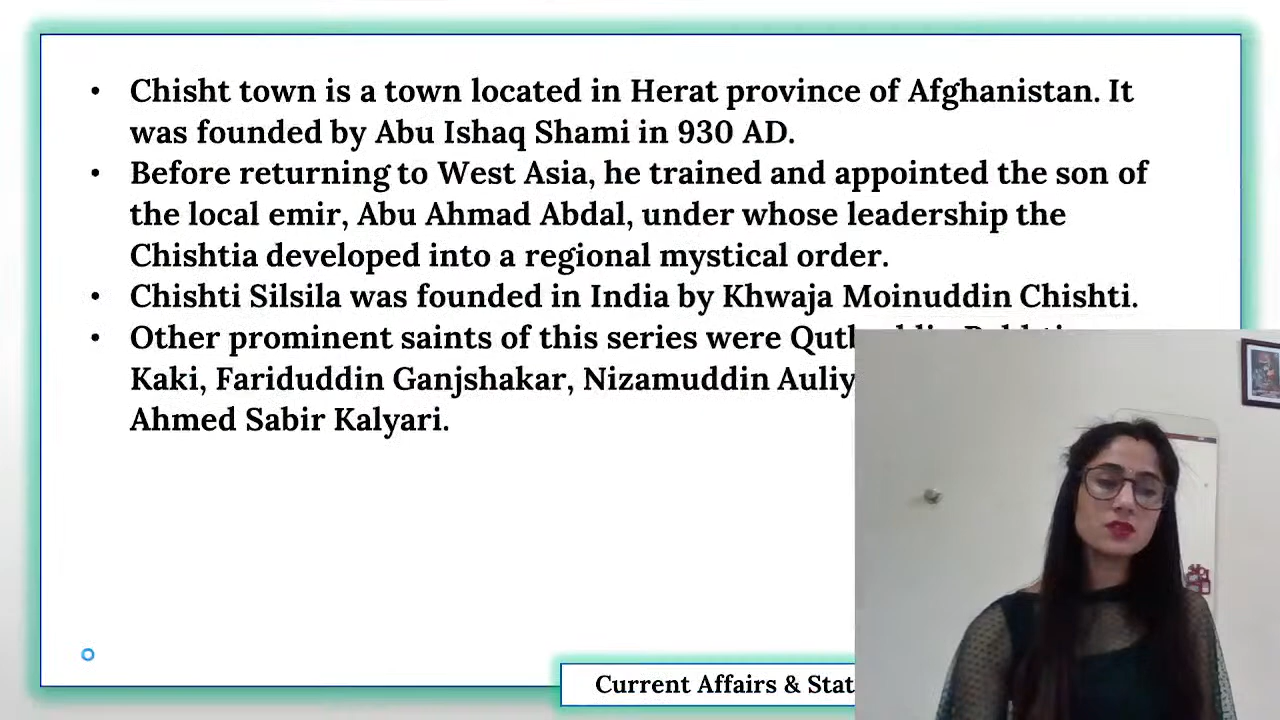 • Chisht town is a town located in Herat province of Afghanistan. It
was founded by Abu Ishaq Shami in 930 AD.
• Before returning to West Asia, he trained and appointed the son of
the local emir, Abu Ahmad Abdal, under whose leadership the
Chishtia developed into a regional mystical order.
• Chishti Silsila was founded in India by Khwaja Moinuddin Chishti.
• Other prominent saints of this series were
Kaki, Fariduddin Ganjshakar, Nizamuddin
Ahmed Sabir Kalyari.
Current Affairs &